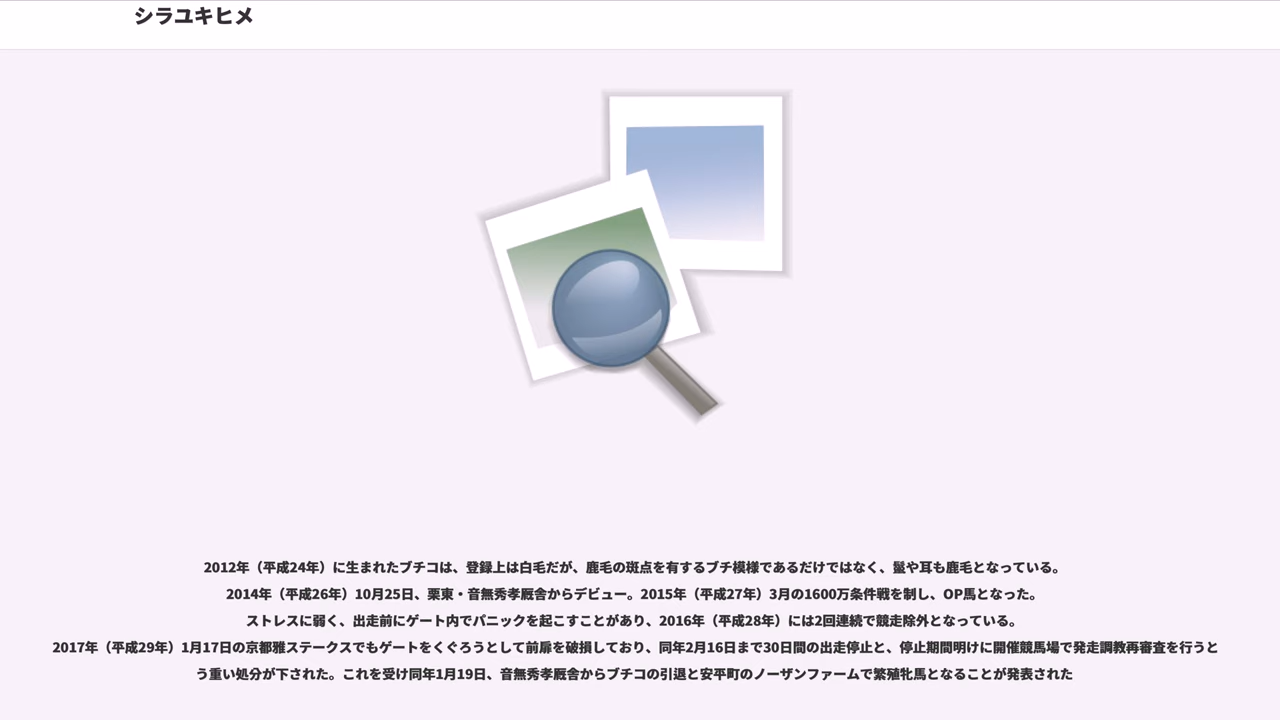 シラユキヒメ
2012年（平成24年）に生まれたブチコは、登録上は白毛だが、鹿毛の斑点を有するブチ模様であるだけではなく、鬣や耳も鹿毛となっている。
2014年（平成26年）10月25日、栗東・音無秀孝厩舎からデビュー。2015年（平成27年）3月の1600万条件戦を制し、OP馬となった。
ストレスに弱く、出走前にゲート内でパニックを起こすことがあり、2016年（平成28年）には2回連続で競走除外となっている。
2017年（平成29年）1月17日の京都雅ステークスでもゲートをくぐろうとして前扉を破損しており、同年2月16日まで30日間の出走停止と、停止期間明けに開催競馬場で発走調教再審査を行うと
う重い処分が下された。これを受け同年1月19日、音無秀孝厩舎からブチコの引退と安平町のノーザンファームで繁殖牝馬となることが発表された